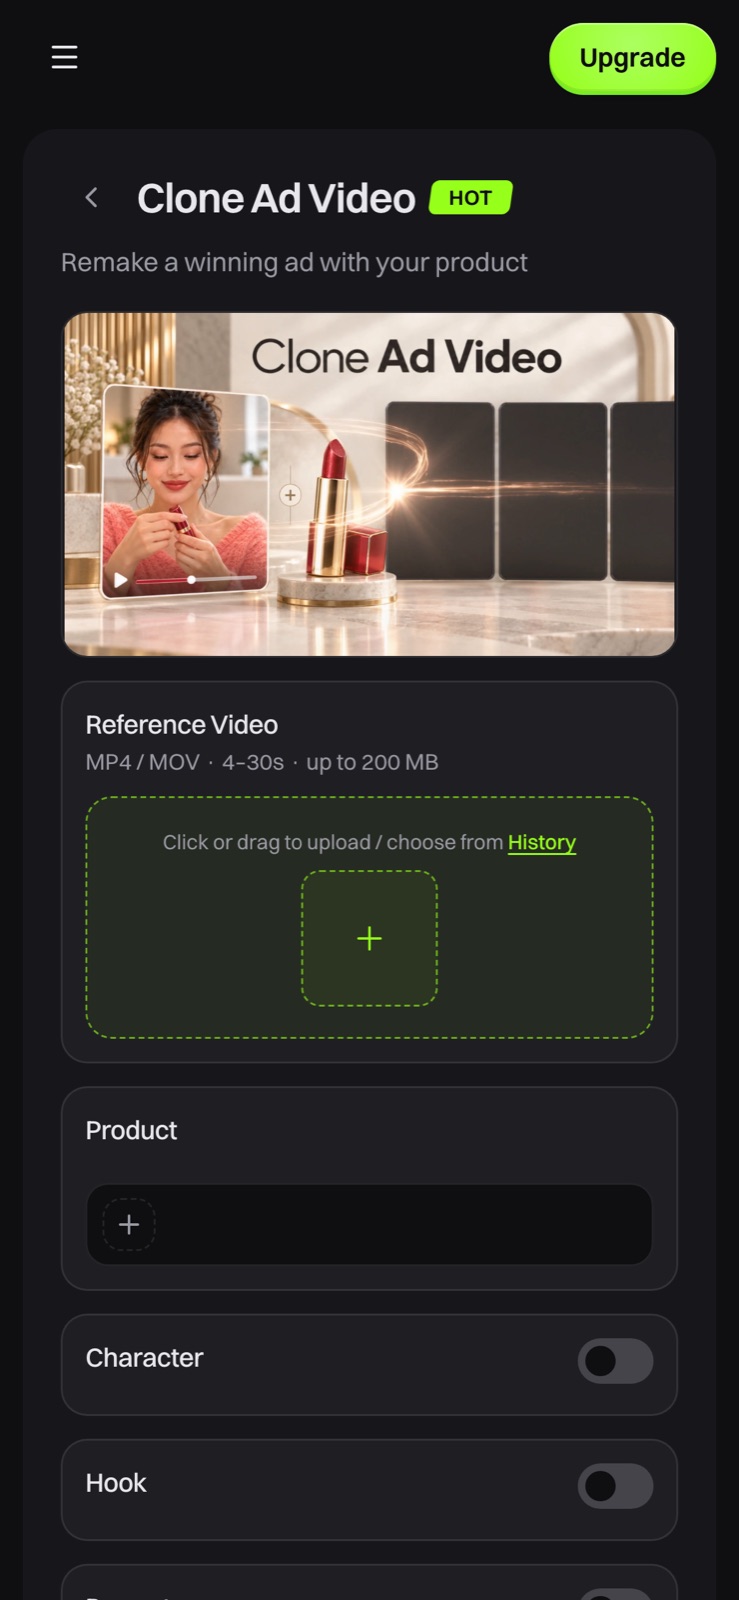 Upgrade
Clone Ad Video HOT
Remake a winning ad with your product
Clone Ad Video
Reference Video
MP4 / MOV · 4–30s · up to 200 MB
Click or drag to upload / choose from History
Product
Character
Hook